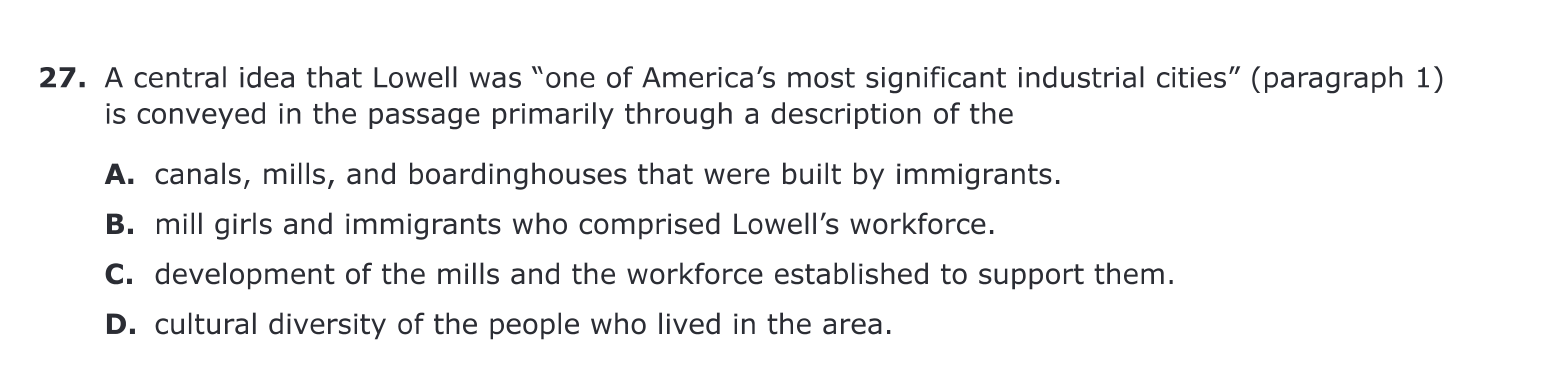 27. A central idea that Lowell was “one of America’s most significant industrial cities” (paragraph 1)
is conveyed in the passage primarily through a description of the
A. canals, mills, and boardinghouses that were built by immigrants.
B. mill girls and immigrants who comprised Lowell’s workforce.
C. development of the mills and the workforce established to support them.
D. cultural diversity of the people who lived in the area.